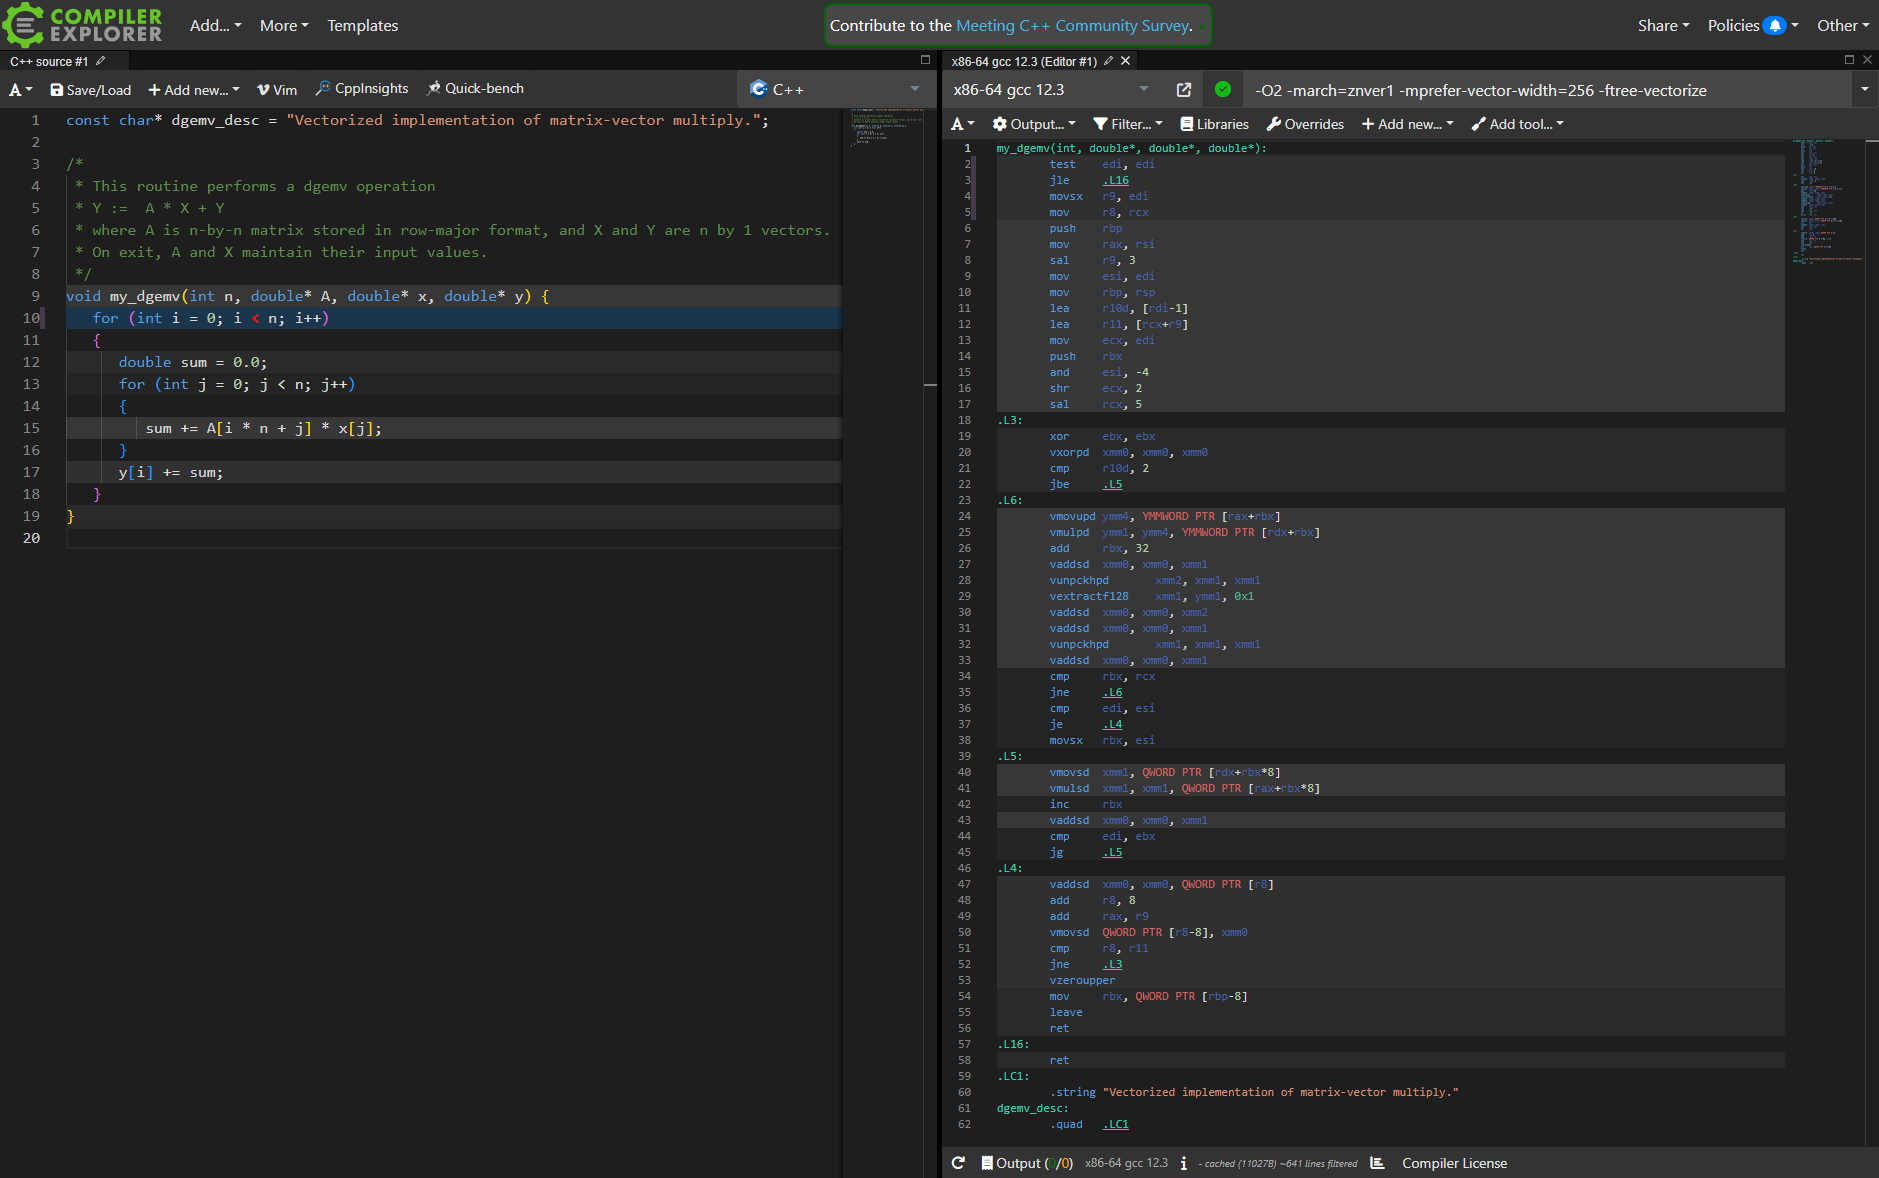 COMPILER EXPLORER
Add...
More
Templates
Contribute to the Meeting C++ Community Survey.
Share
Policies
Other
C++ source #1
A
Save/Load
+ Add new...
Vim
CppInsights
Quick-bench
C++
1 const char* dgemv_desc = "Vectorized implementation of matrix-vector multiply.";
2
3 /*
4 * This routine performs a dgemv operation
5 * Y :=  A * X + Y
6 * where A is n-by-n matrix stored in row-major format, and X and Y are n by 1 vectors.
7 * On exit, A and X maintain their input values.
8 */
9 void my_dgemv(int n, double* A, double* x, double* y) {
10 for (int i = 0; i < n; i++)
11 {
12 double sum = 0.0;
13 for (int j = 0; j < n; j++)
14 {
15 sum += A[i * n + j] * x[j];
16 }
17 y[i] += sum;
18 }
19 }
20
x86-64 gcc 12.3 (Editor #1)
x86-64 gcc 12.3
-O2 -march=znver1 -mprefer-vector-width=256 -ftree-vectorize
A
Output...
Filter...
Libraries
Overrides
+ Add new...
Add tool...
1 my_dgemv(int, double*, double*, double*):
2 test edi, edi
3 jle .L16
4 movsx r9, edi
5 mov r8, rcx
6 push rbp
7 mov rax, rsi
8 sal r9, 3
9 mov esi, edi
10 mov rbp, rsp
11 lea r10d, [rdi-1]
12 lea r11, [rcx+r9]
13 mov ecx, edi
14 push rbx
15 and esi, -4
16 shr ecx, 2
17 sal rcx, 5
18 .L3:
19 xor ebx, ebx
20 vxorpd xmm0, xmm0, xmm0
21 cmp r10d, 2
22 jbe .L5
23 .L6:
24 vmovupd ymm4, YMMWORD PTR [rax+rbx]
25 vmulpd ymm1, ymm4, YMMWORD PTR [rdx+rbx]
26 add rbx, 32
27 vaddsd xmm0, xmm0, xmm1
28 vunpckhpd xmm2, xmm1, xmm1
29 vextractf128 xmm1, ymm1, 0x1
30 vaddsd xmm0, xmm0, xmm2
31 vaddsd xmm0, xmm0, xmm1
32 vunpckhpd xmm1, xmm1, xmm1
33 vaddsd xmm0, xmm0, xmm1
34 cmp rbx, rcx
35 jne .L6
36 cmp edi, esi
37 je .L4
38 movsx rbx, esi
39 .L5:
40 vmovsd xmm1, QWORD PTR [rdx+rbx*8]
41 vmulsd xmm1, xmm1, QWORD PTR [rax+rbx*8]
42 inc rbx
43 vaddsd xmm0, xmm0, xmm1
44 cmp edi, ebx
45 jg .L5
46 .L4:
47 vaddsd xmm0, xmm0, QWORD PTR [r8]
48 add r8, 8
49 add rax, r9
50 vmovsd QWORD PTR [r8-8], xmm0
51 cmp r8, r11
52 jne .L3
53 vzeroupper
54 mov rbx, QWORD PTR [rbp-8]
55 leave
56 ret
57 .L16:
58 ret
59 .LC1:
60 .string "Vectorized implementation of matrix-vector multiply."
61 dgemv_desc:
62 .quad .LC1
Output (0/0)
x86-64 gcc 12.3
i
- cached (11027B) ~641 lines filtered
Compiler License